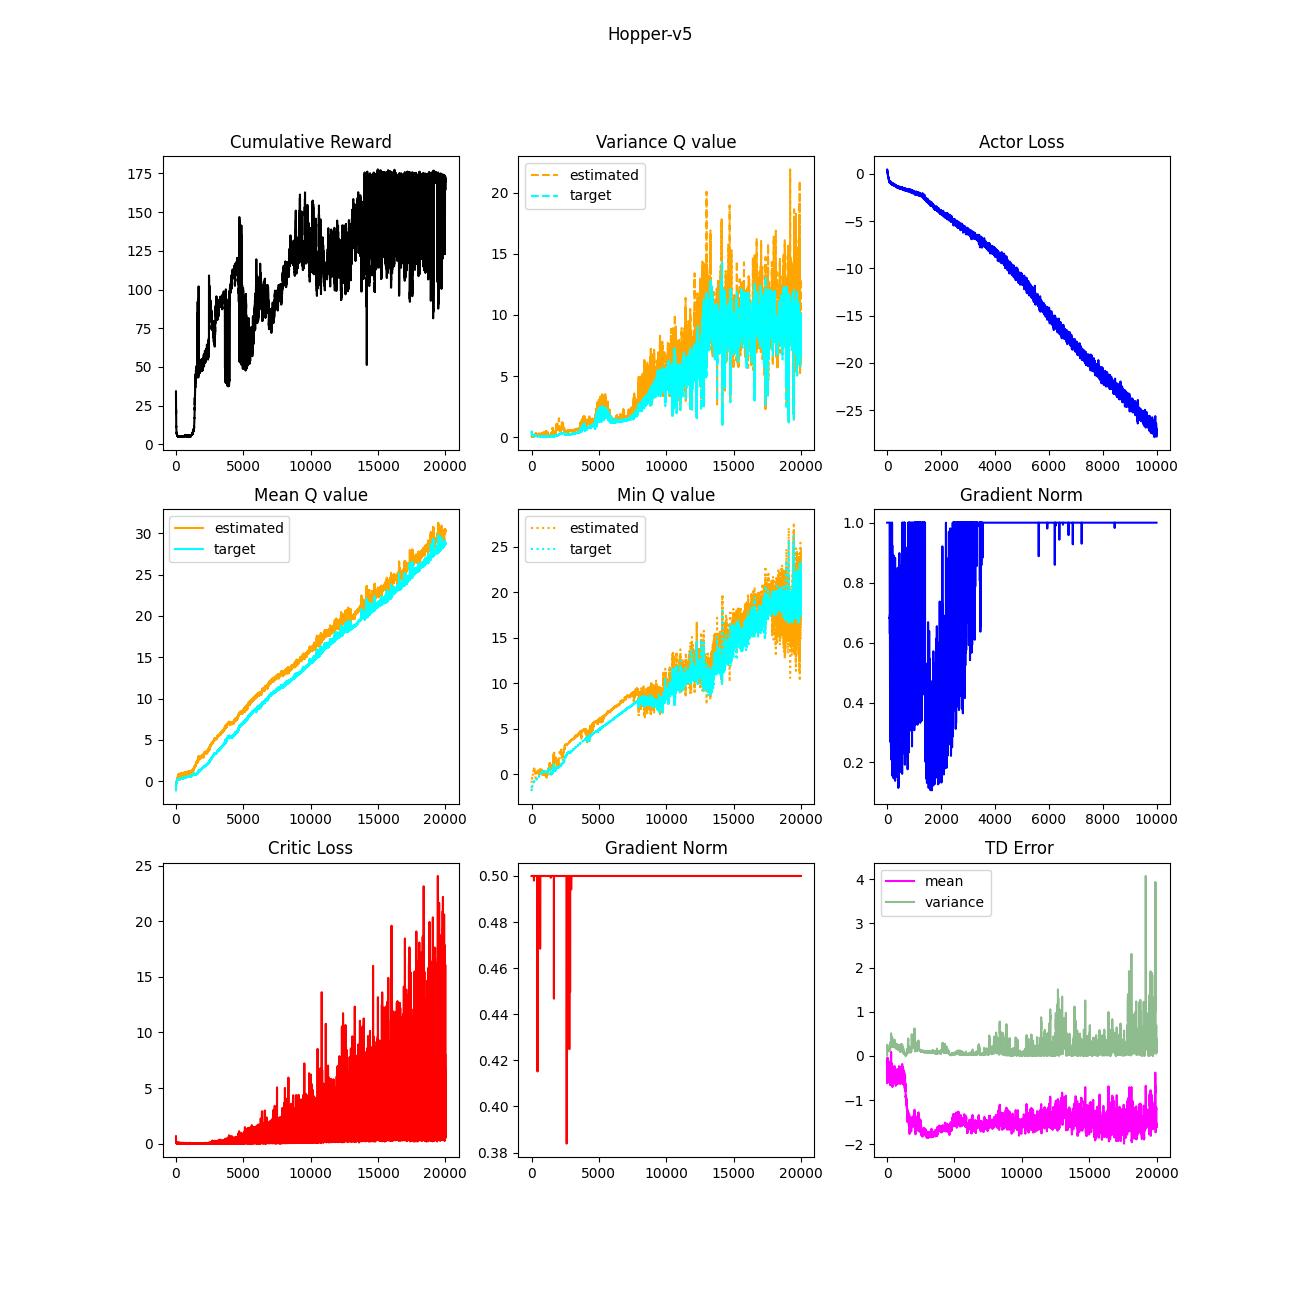 Hopper-v5
Cumulative Reward
175
150
125
100
75
50
25
0
0 5000 10000 15000 20000
Variance Q value
estimated
target
20
15
10
5
0
0 5000 10000 15000 20000
Actor Loss
0
−5
−10
−15
−20
−25
0 2000 4000 6000 8000 10000
Mean Q value
estimated
target
30
25
20
15
10
5
0
0 5000 10000 15000 20000
Min Q value
estimated
target
25
20
15
10
5
0
0 5000 10000 15000 20000
Gradient Norm
1.0
0.8
0.6
0.4
0.2
0 2000 4000 6000 8000 10000
Critic Loss
25
20
15
10
5
0
0 5000 10000 15000 20000
Gradient Norm
0.50
0.48
0.46
0.44
0.42
0.40
0.38
0 5000 10000 15000 20000
TD Error
mean
variance
4
3
2
1
0
−1
−2
0 5000 10000 15000 20000